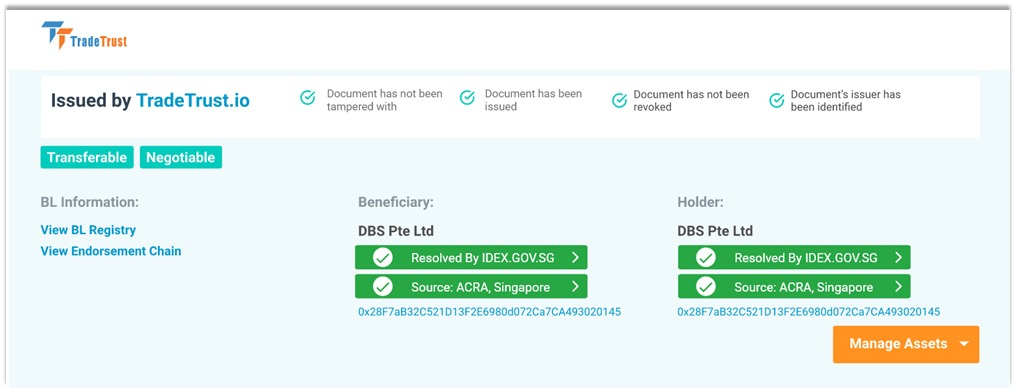 TradeTrust
Issued by TradeTrust.io
Document has not been
tampered with
Document has been
issued
Document has not been
revoked
Document's issuer has
been identified
Transferable
Negotiable
BL Information:
View BL Registry
View Endorsement Chain
Beneficiary:
DBS Pte Ltd
Resolved By IDEX.GOV.SG
Source: ACRA, Singapore
0x28F7aB32C521D13F2E6980d072Ca7CA493020145
Holder:
DBS Pte Ltd
Resolved By IDEX.GOV.SG
Source: ACRA, Singapore
0x28F7aB32C521D13F2E6980d072Ca7CA493020145
Manage Assets